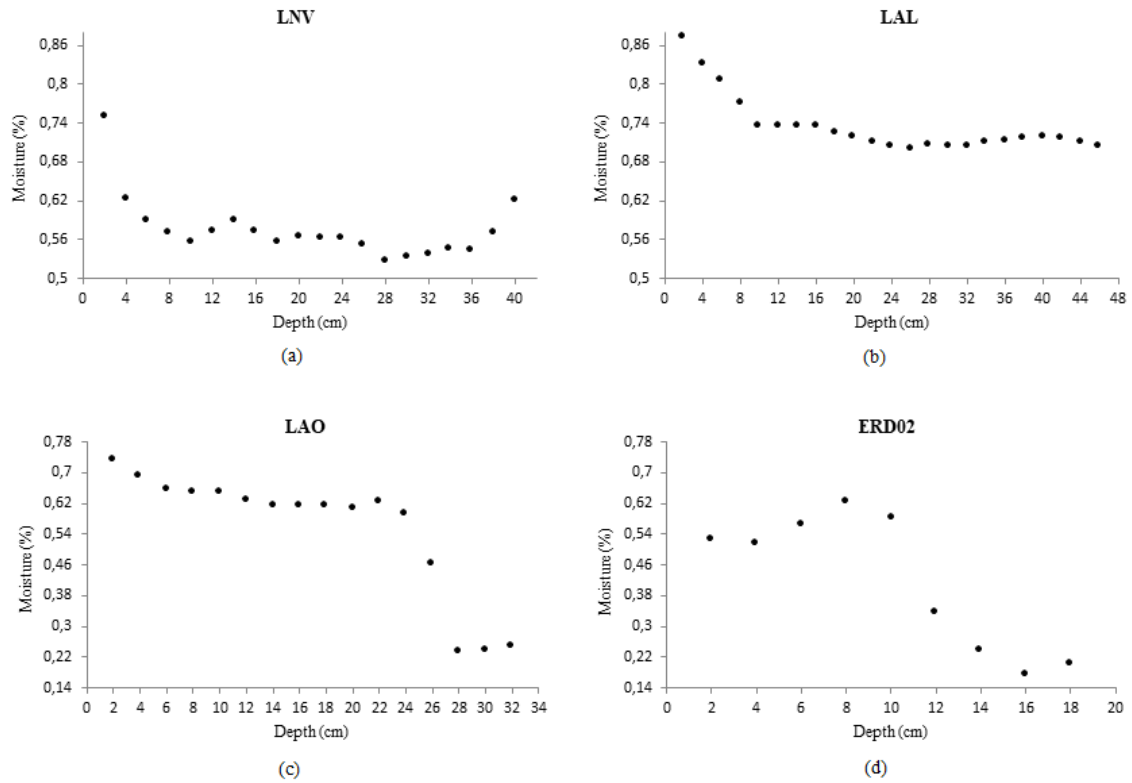 LNV
0,86
0,8
0,74
0,68
0,62
0,56
0,5
Moisture (%)
0 4 8 12 16 20 24 28 32 36 40
Depth (cm)
(a)
LAL
0,86
0,8
0,74
0,68
0,62
0,56
0,5
Moisture (%)
0 4 8 12 16 20 24 28 32 36 40 44 48
Depth (cm)
(b)
LAO
0,78
0,7
0,62
0,54
0,46
0,38
0,3
0,22
0,14
Moisture (%)
0 2 4 6 8 10 12 14 16 18 20 22 24 26 28 30 32 34
Depth (cm)
(c)
ERD02
0,78
0,7
0,62
0,54
0,46
0,38
0,3
0,22
0,14
Moisture (%)
0 2 4 6 8 10 12 14 16 18 20
Depth (cm)
(d)